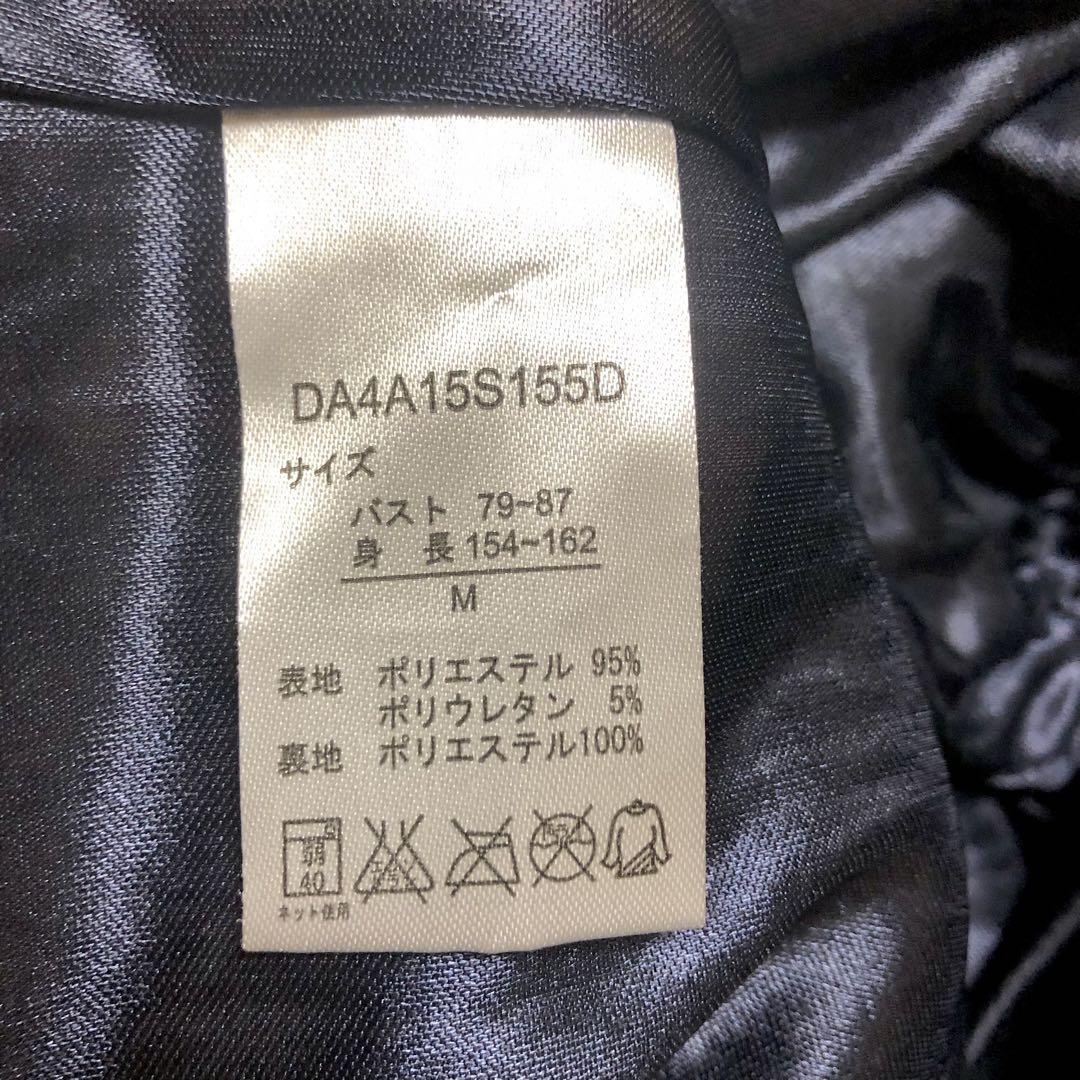 DA4A15S155D
サイズ
バスト 79~87
身 長 154~162
M
表地 ポリエステル 95%
ポリウレタン 5%
裏地 ポリエステル100%
弱
40
ネット使用